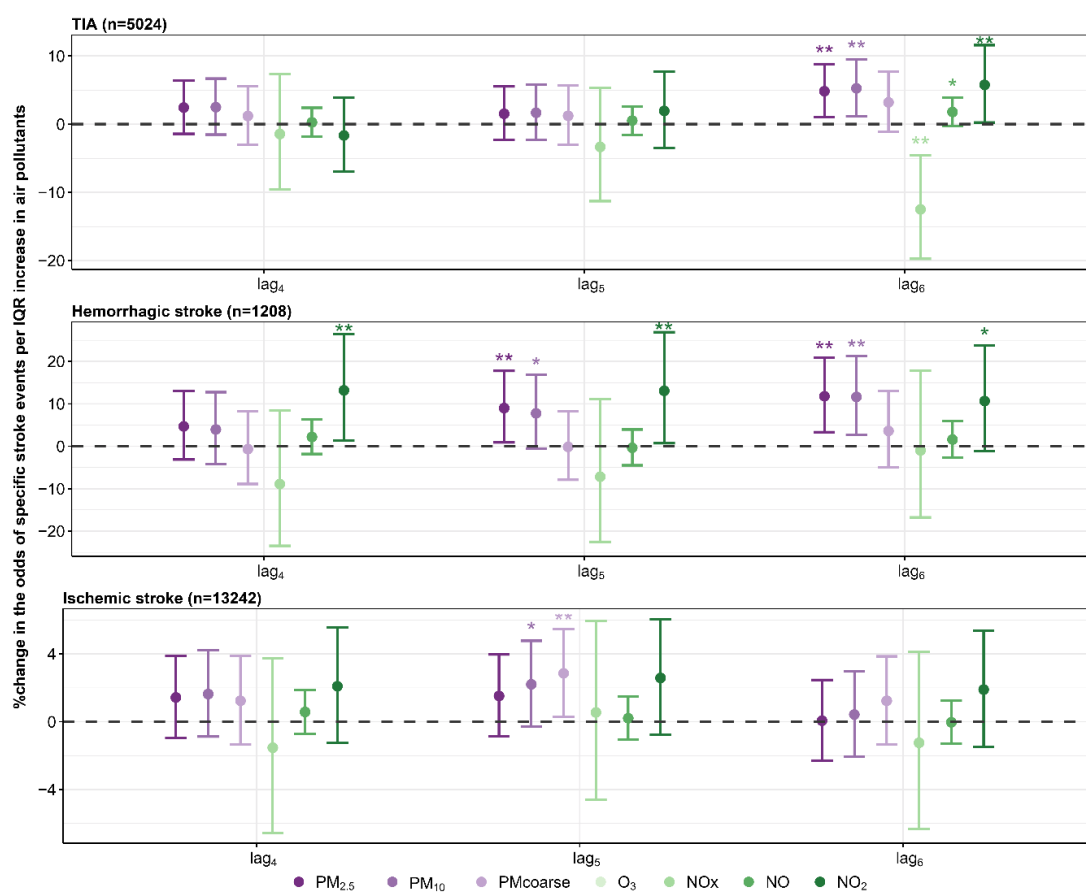 %change in the odds of specific stroke events per IQR increase in air pollutants
TIA (n=5024)
10
0
−10
−20
** ** ** * **
lag₄ lag₅ lag₆
Hemorrhagic stroke (n=1208)
20
10
0
−10
−20
** ** * ** ** ** *
lag₄ lag₅ lag₆
Ischemic stroke (n=13242)
4
0
−4
* **
lag₄ lag₅ lag₆
PM₂.₅ PM₁₀ PMcoarse O₃ NOx NO NO₂